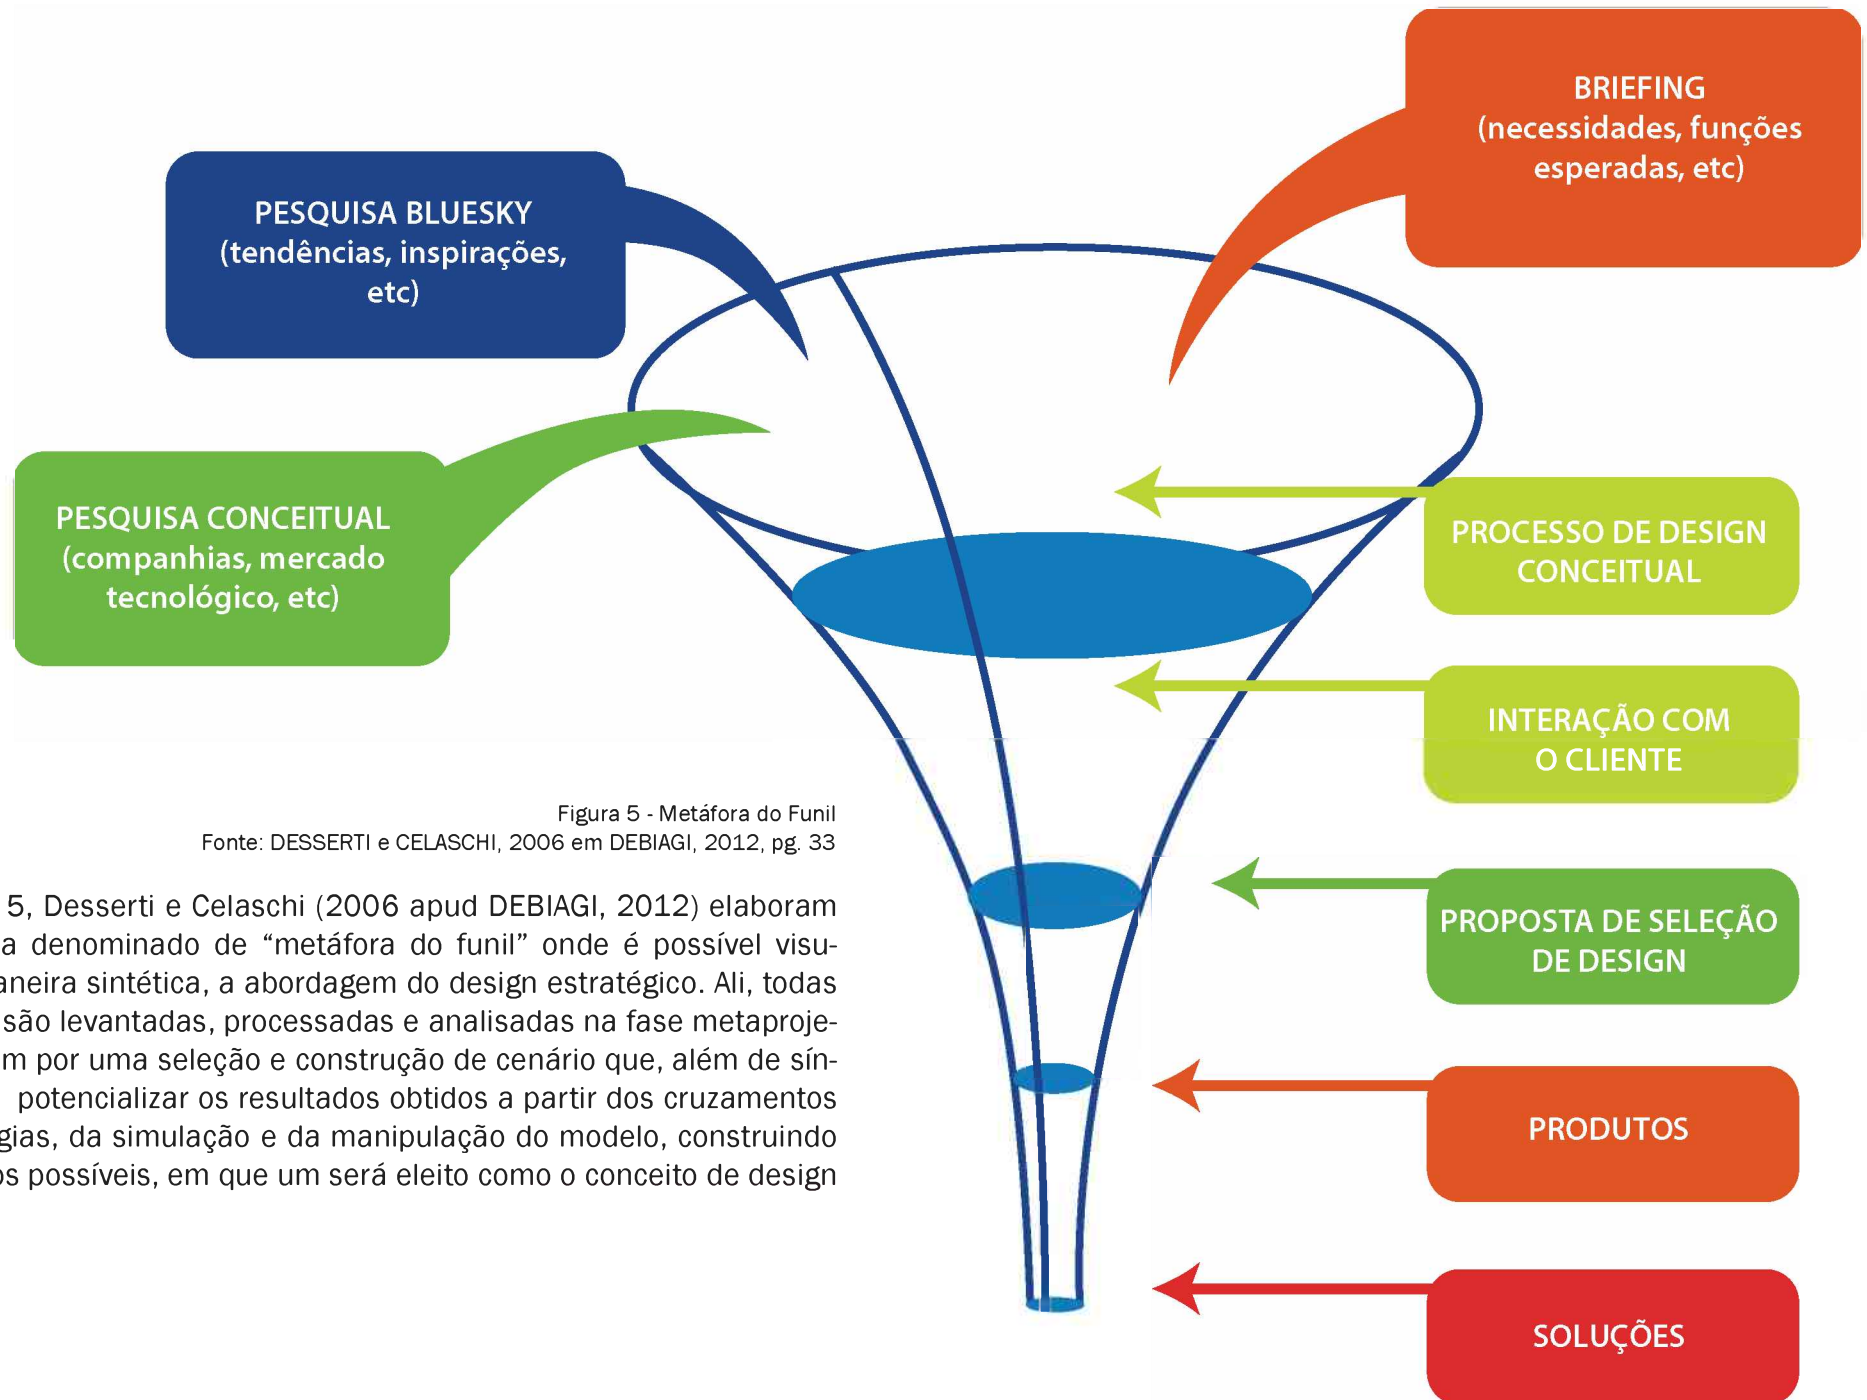 BRIEFING
(necessidades, funções
esperadas, etc)
PESQUISA BLUESKY
(tendências, inspirações,
etc)
PESQUISA CONCEITUAL
(companhias, mercado
tecnológico, etc)
PROCESSO DE DESIGN
CONCEITUAL
INTERAÇÃO COM
O CLIENTE
PROPOSTA DE SELEÇÃO
DE DESIGN
PRODUTOS
SOLUÇÕES
Figura 5 - Metáfora do Funil
Fonte: DESSERTI e CELASCHI, 2006 em DEBIAGI, 2012, pg. 33
5, Desserti e Celaschi (2006 apud DEBIAGI, 2012) elaboram
a denominado de “metáfora do funil” onde é possível visu-
aneira sintética, a abordagem do design estratégico. Ali, todas
são levantadas, processadas e analisadas na fase metaproje-
m por uma seleção e construção de cenário que, além de sín-
potencializar os resultados obtidos a partir dos cruzamentos
gias, da simulação e da manipulação do modelo, construindo
os possíveis, em que um será eleito como o conceito de design